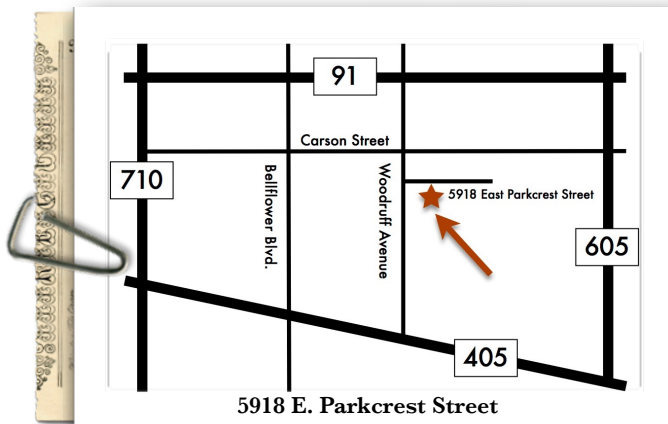 91
Carson Street
710
Bellflower Blvd.
Woodruff Avenue
5918 East Parkcrest Street
605
405
5918 E. Parkcrest Street